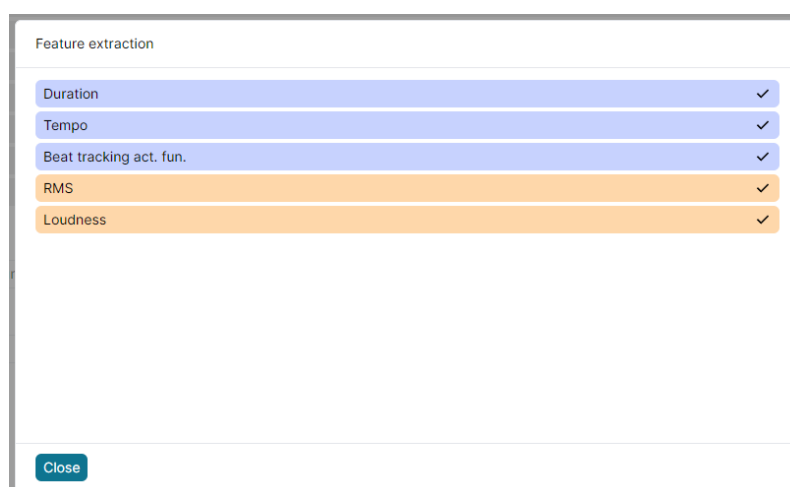 Feature extraction
Duration
Tempo
Beat tracking act. fun.
RMS
Loudness
Close